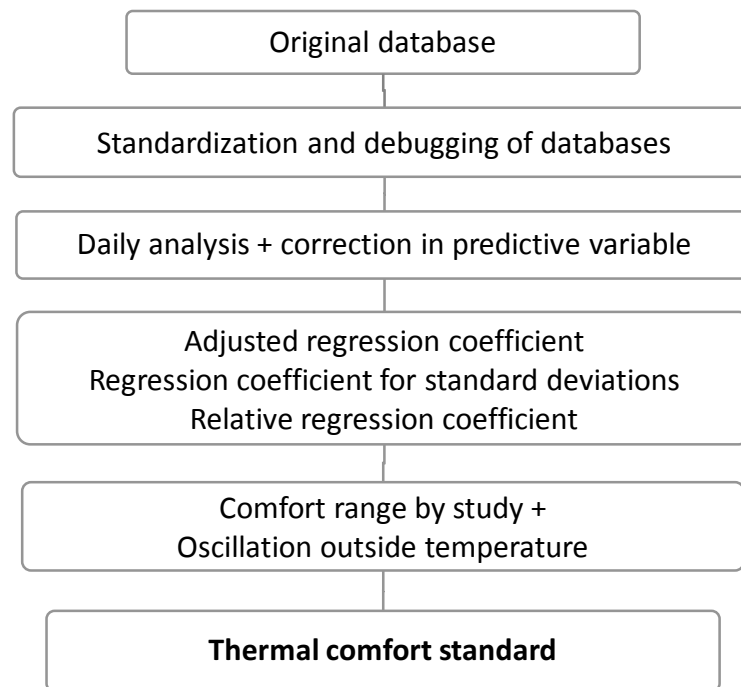 Original database
Standardization and debugging of databases
Daily analysis + correction in predictive variable
Adjusted regression coefficient
Regression coefficient for standard deviations
Relative regression coefficient
Comfort range by study +
Oscillation outside temperature
Thermal comfort standard